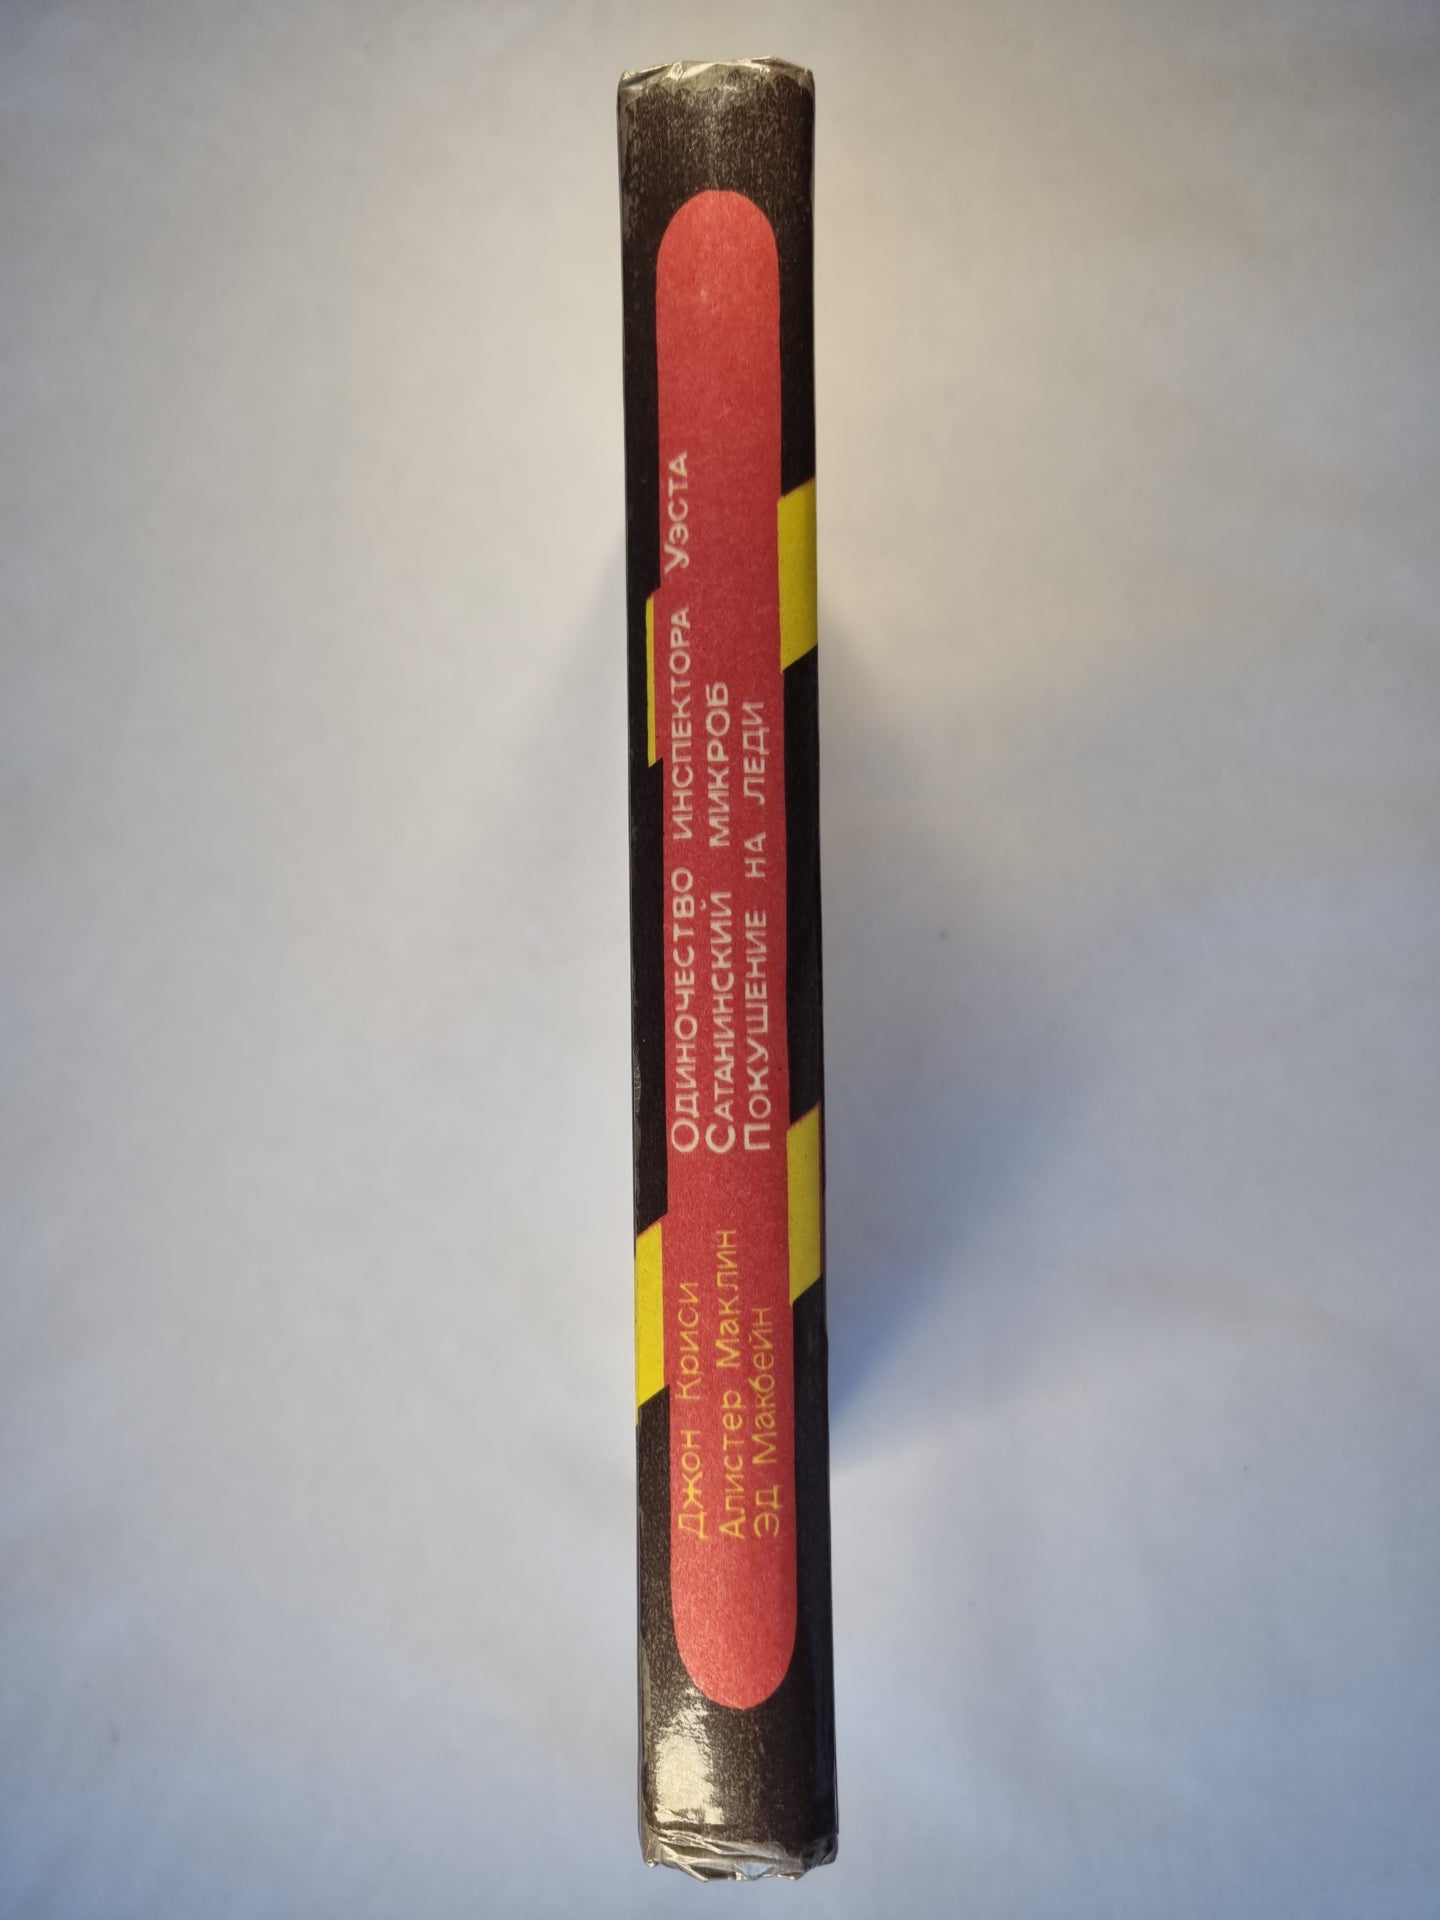 Джон Криси Одиночество инспектора Уэста
Алистер Маклин Сатанинский микроб
Эд Макбейн Покушение на леди